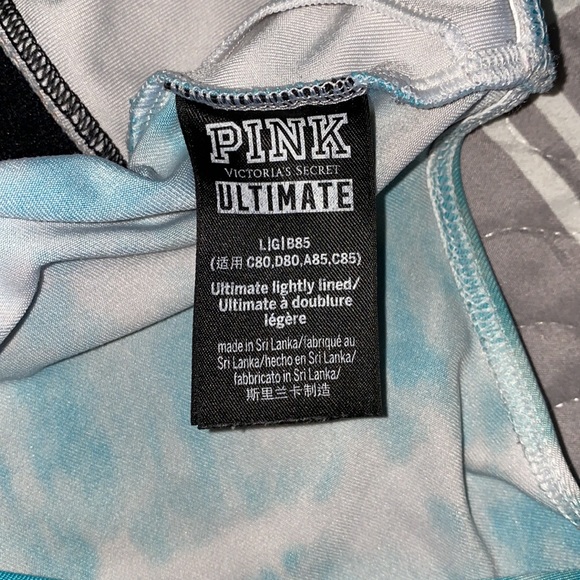 PINK
VICTORIA'S SECRET
ULTIMATE
L|G|B85
(适用 C80,D80,A85,C85)
Ultimate lightly lined/
Ultimate à doublure
légère
made in Sri Lanka/fabriqué au
Sri Lanka/hecho en Sri Lanka/
fabbricato in Sri Lanka/
斯里兰卡制造